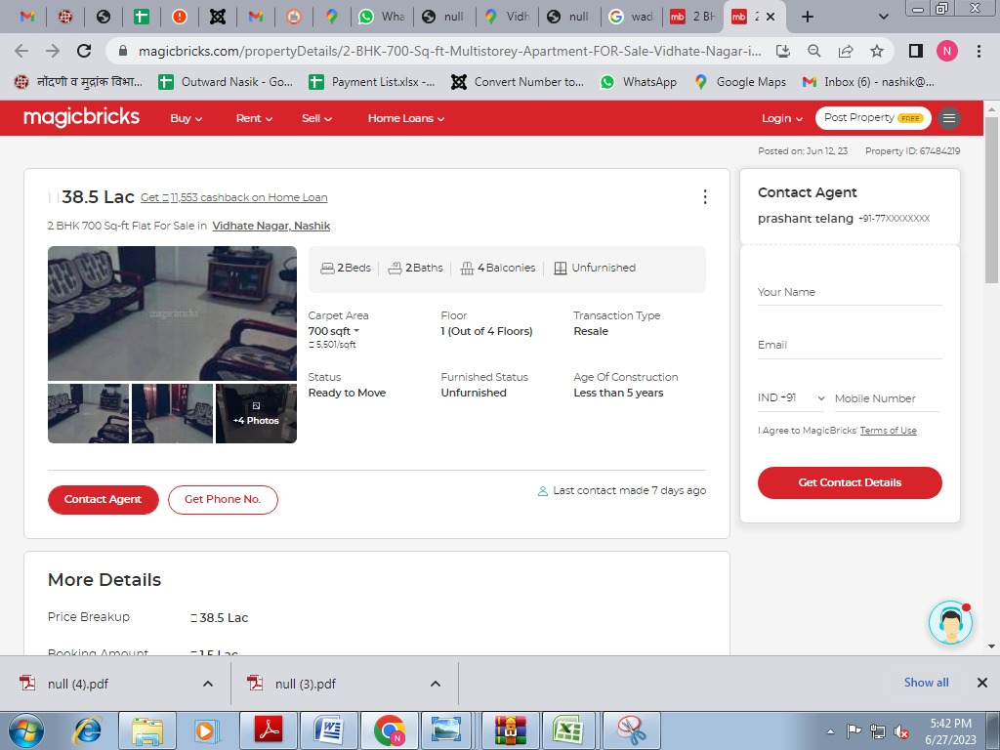 Wha
null
Vidh
null
wad
2 BH
2
magicbricks.com/propertyDetails/2-BHK-700-Sq-ft-Multistorey-Apartment-FOR-Sale-Vidhate-Nagar-i...
N
नोंदणी व मुद्रांक विभा...
Outward Nasik - Go...
Payment List.xlsx -...
Convert Number to...
WhatsApp
Google Maps
Inbox (6) - nashik@...
magicbricks
Buy
Rent
Sell
Home Loans
Login
Post Property FREE
Posted on: Jun 12, 23 Property ID: 67484219
38.5 Lac Get 11,553 cashback on Home Loan
2 BHK 700 Sq-ft Flat For Sale in Vidhate Nagar, Nashik
magicbricks
+4 Photos
2 Beds
2 Baths
4 Balconies
Unfurnished
Carpet Area
700 sqft
5,501/sqft
Floor
1 (Out of 4 Floors)
Transaction Type
Resale
Status
Ready to Move
Furnished Status
Unfurnished
Age Of Construction
Less than 5 years
Contact Agent
Get Phone No.
Last contact made 7 days ago
Contact Agent
prashant telang +91-77XXXXXXXX
Your Name
Email
IND +91
Mobile Number
I Agree to MagicBricks' Terms of Use
Get Contact Details
More Details
Price Breakup 38.5 Lac
Booking Amount 1.5 Lac
null (4).pdf
null (3).pdf
Show all
N
5:42 PM
6/27/2023